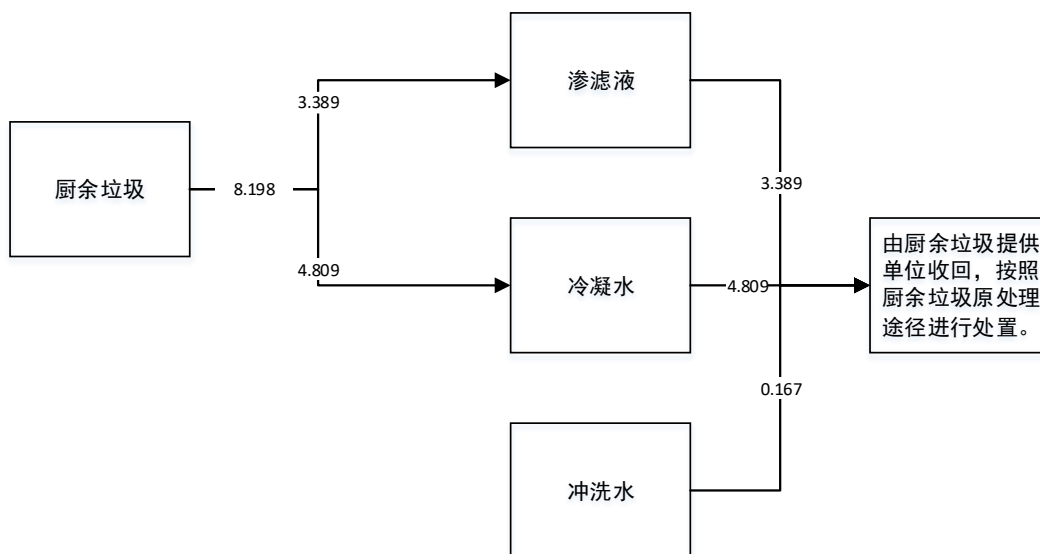 渗滤液
3.389
厨余垃圾
8.198
3.389
4.809
冷凝水
4.809
由厨余垃圾提供
单位收回，按照
厨余垃圾原处理
途径进行处置。
0.167
冲洗水